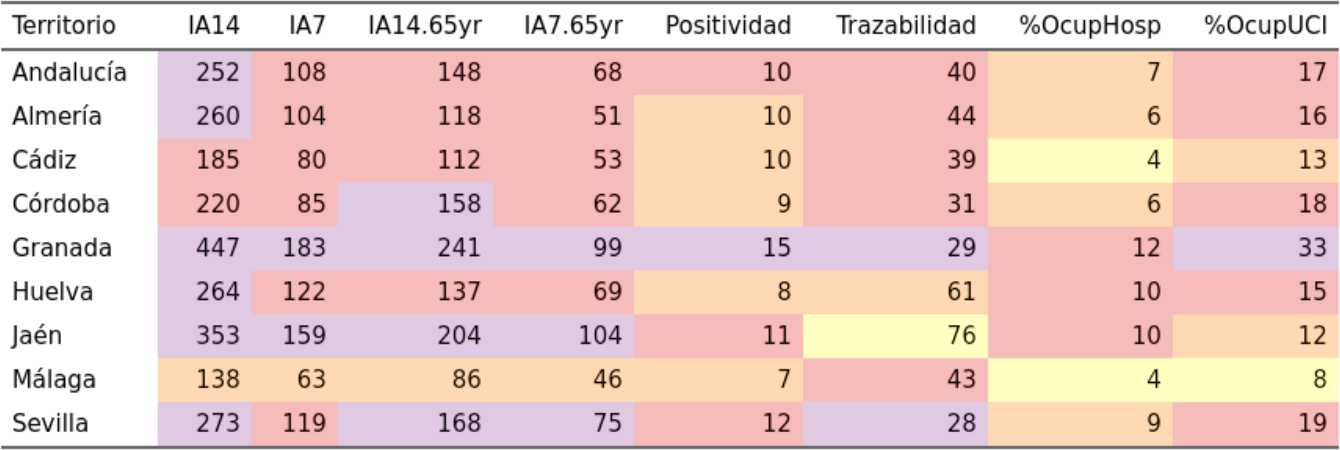 Territorio IA14 IA7 IA14.65yr IA7.65yr Positividad Trazabilidad %OcupHosp %OcupUCI
Andalucía 252 108 148 68 10 40 7 17
Almería 260 104 118 51 10 44 6 16
Cádiz 185 80 112 53 10 39 4 13
Córdoba 220 85 158 62 9 31 6 18
Granada 447 183 241 99 15 29 12 33
Huelva 264 122 137 69 8 61 10 15
Jaén 353 159 204 104 11 76 10 12
Málaga 138 63 86 46 7 43 4 8
Sevilla 273 119 168 75 12 28 9 19